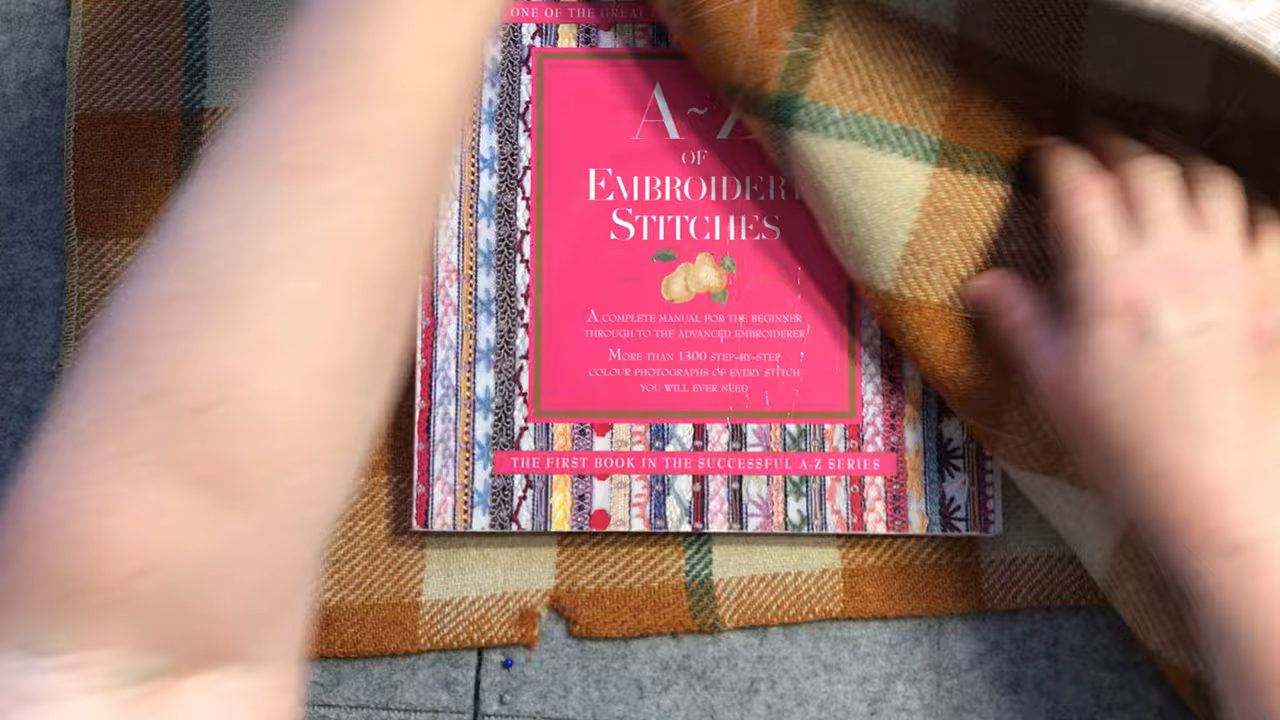 ONE OF THE GREAT
A~Z
OF
EMBROIDERY
STITCHES
A COMPLETE MANUAL FOR THE BEGINNER
THROUGH TO THE ADVANCED EMBROIDERER
MORE THAN 1300 STEP-BY-STEP
COLOUR PHOTOGRAPHS OF EVERY STITCH
YOU WILL EVER NEED
THE FIRST BOOK IN THE SUCCESSFUL A-Z SERIES